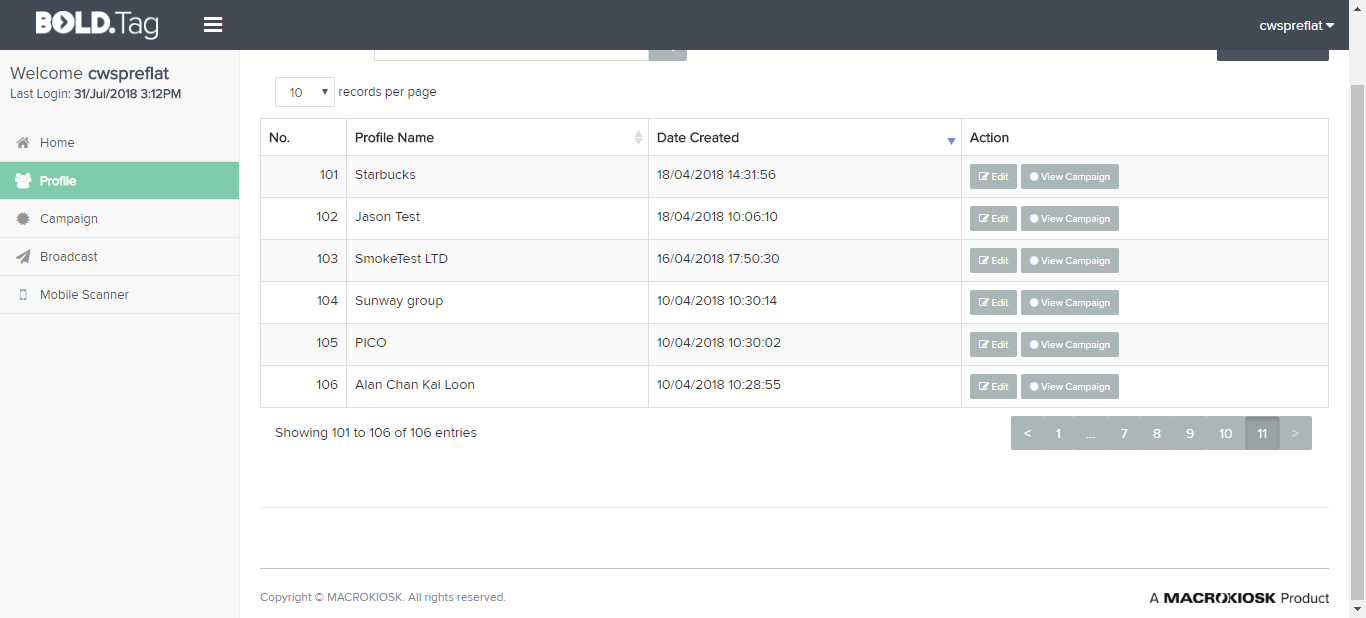 BOLD.Tag
cwspreflat
Welcome cwspreflat
Last Login: 31/Jul/2018 3:12PM
Home
Profile
Campaign
Broadcast
Mobile Scanner
10 records per page
No. Profile Name Date Created Action
101 Starbucks 18/04/2018 14:31:56 Edit View Campaign
102 Jason Test 18/04/2018 10:06:10 Edit View Campaign
103 SmokeTest LTD 16/04/2018 17:50:30 Edit View Campaign
104 Sunway group 10/04/2018 10:30:14 Edit View Campaign
105 PICO 10/04/2018 10:30:02 Edit View Campaign
106 Alan Chan Kai Loon 10/04/2018 10:28:55 Edit View Campaign
Showing 101 to 106 of 106 entries
< 1 ... 7 8 9 10 11 >
Copyright © MACROKIOSK. All rights reserved.
A MACROKIOSK Product